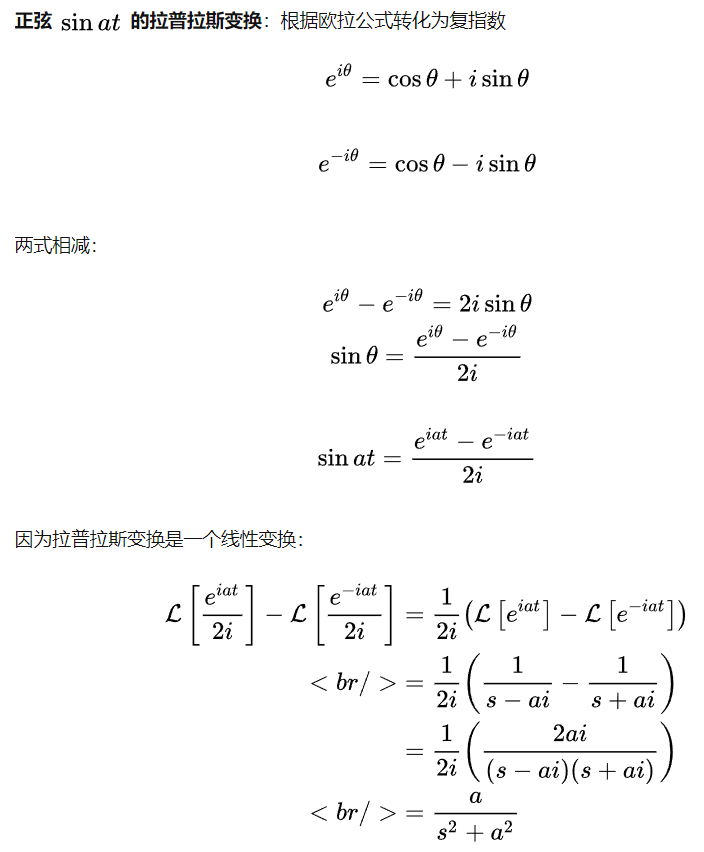 正弦 $\sin at$ 的拉普拉斯变换：根据欧拉公式转化为复指数
$e^{i\theta} = \cos\theta + i\sin\theta$
$e^{-i\theta} = \cos\theta - i\sin\theta$
两式相减：
$e^{i\theta} - e^{-i\theta} = 2i\sin\theta$
$\sin\theta = \frac{e^{i\theta} - e^{-i\theta}}{2i}$
$\sin at = \frac{e^{iat} - e^{-iat}}{2i}$
因为拉普拉斯变换是一个线性变换：
$\mathcal{L}\left[\frac{e^{iat}}{2i}\right] - \mathcal{L}\left[\frac{e^{-iat}}{2i}\right] = \frac{1}{2i}\left(\mathcal{L}\left[e^{iat}\right] - \mathcal{L}\left[e^{-iat}\right]\right)$
$<br/> = \frac{1}{2i}\left(\frac{1}{s-ai} - \frac{1}{s+ai}\right)$
$= \frac{1}{2i}\left(\frac{2ai}{(s-ai)(s+ai)}\right)$
$<br/> = \frac{a}{s^2+a^2}$